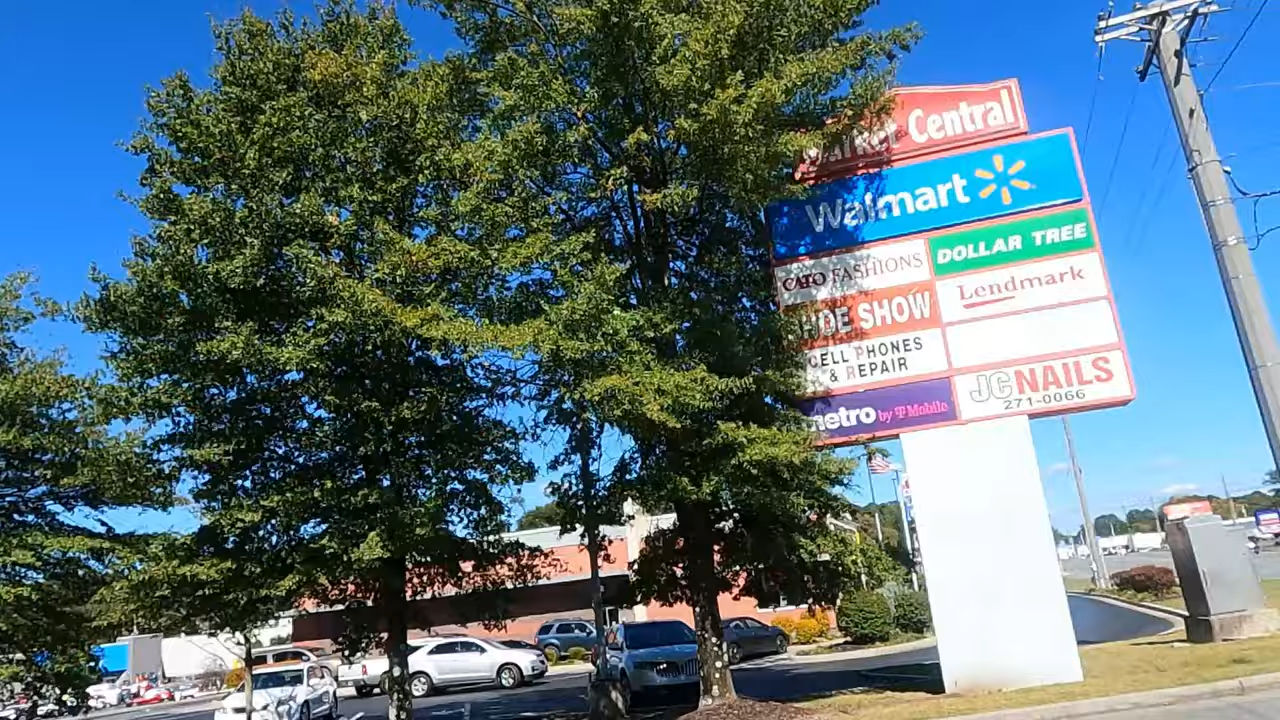 Market Central
Walmart
CATO FASHIONS
DOLLAR TREE
SHOE SHOW
Lendmark
CELL PHONES
& REPAIR
metro by T Mobile
JC NAILS
271-0066